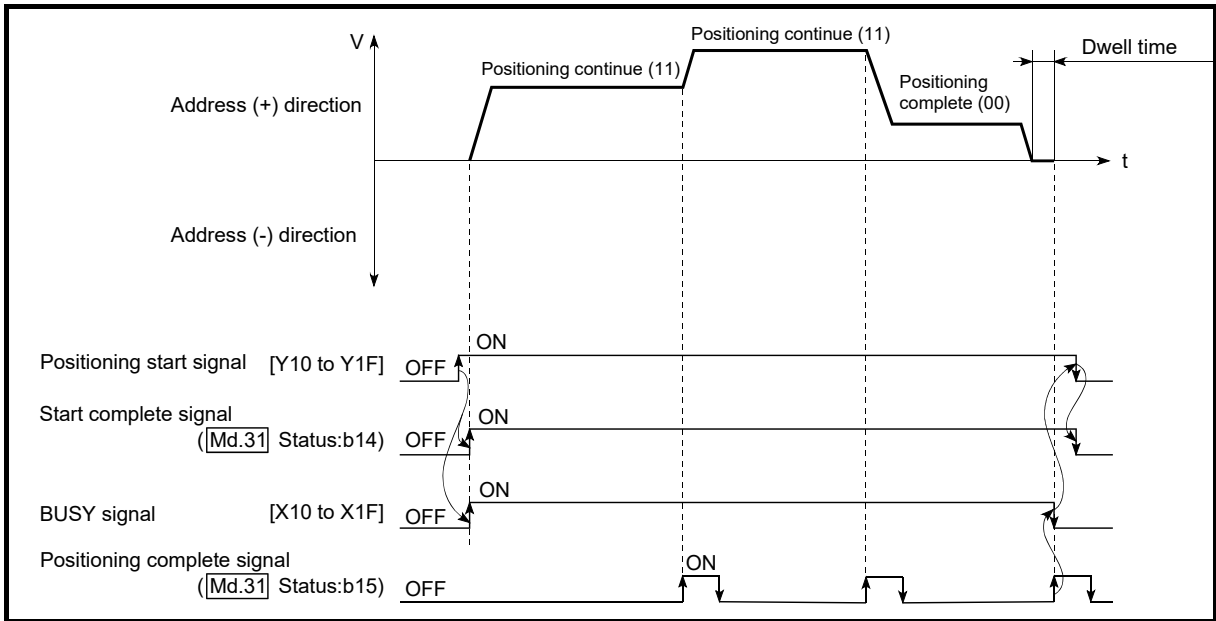 V
Positioning continue (11)
Dwell time
Positioning continue (11)
Positioning
complete (00)
Address (+) direction
t
Address (-) direction
ON
Positioning start signal [Y10 to Y1F] OFF
Start complete signal
ON
(Md.31 Status:b14) OFF
ON
BUSY signal [X10 to X1F] OFF
Positioning complete signal
ON
(Md.31 Status:b15) OFF